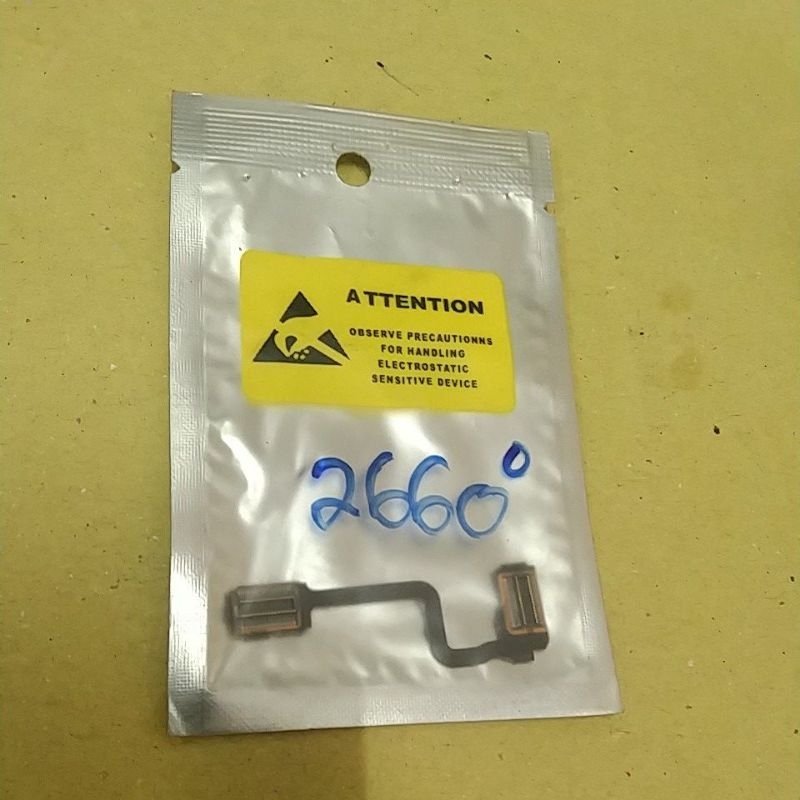 ATTENTION
OBSERVE PRECAUTIONNS
FOR HANDLING
ELECTROSTATIC
SENSITIVE DEVICE
2660°